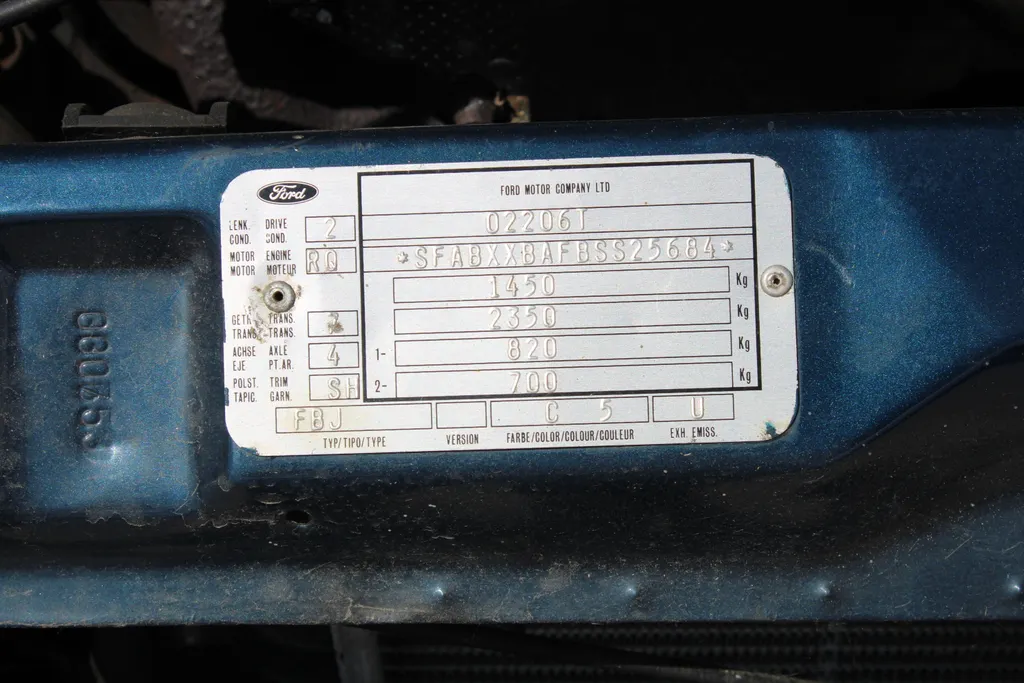 Ford
FORD MOTOR COMPANY LTD
LENK. DRIVE 2
COND. COND.
02206T
MOTOR ENGINE RQ
MOTOR MOTEUR
*SFABXXBAFBSS25684*
1450 Kg
2350 Kg
GETR. TRANS.
TRANS. TRANS.
1- 820 Kg
ACHSE AXLE 4
EJE PT.AR.
2- 700 Kg
POLST. TRIM SH
TAPIC. GARN.
FBJ C 5 U
TYP/TIPO/TYPE VERSION FARBE/COLOR/COLOUR/COULEUR EXH. EMISS.